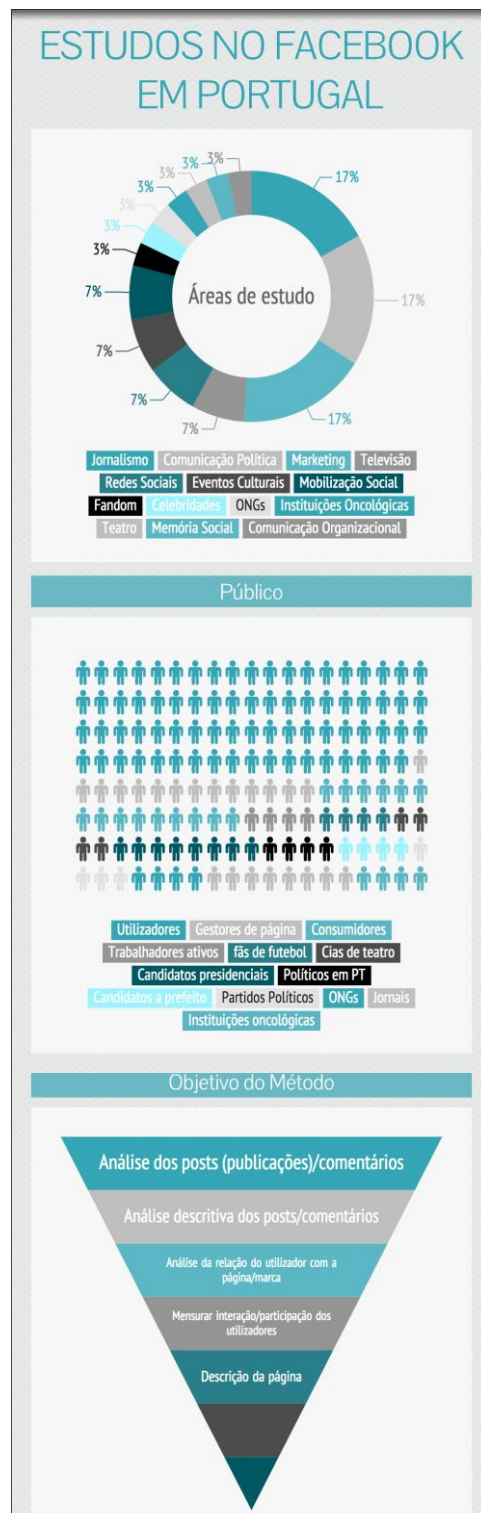 ESTUDOS NO FACEBOOK
EM PORTUGAL
3%
3%
3%
17%
3%
3%
3%
3%
17%
7%
Áreas de estudo
7%
7%
7%
17%
Jornalismo Comunicação Política Marketing Televisão
Redes Sociais Eventos Culturais Mobilização Social
Fandom Celebridades ONGs Instituições Oncológicas
Teatro Memória Social Comunicação Organizacional
Público
Utilizadores Gestores de página Consumidores
Trabalhadores ativos fãs de futebol Cias de teatro
Candidatos presidenciais Políticos em PT
Candidatos a prefeito Partidos Políticos ONGs Jornais
Instituições oncológicas
Objetivo do Método
Análise dos posts (publicações)/comentários
Análise descritiva dos posts/comentários
Análise da relação do utilizador com a
página/marca
Mensurar interação/participação dos
utilizadores
Descrição da página